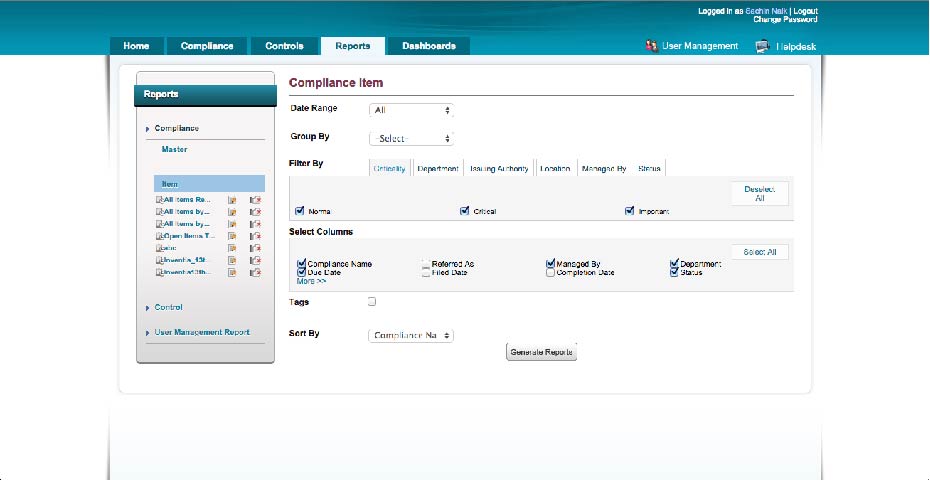 Logged in as Sachin Naik | Logout
Change Password
Home Compliance Controls Reports Dashboards User Management Helpdesk
Reports
Compliance
Master
Item
All Items Re...
All Items by...
All Items by...
Open Items T...
abc
Inventia_13t...
Inventia13th...
Control
User Management Report
Compliance Item
Date Range All
Group By -Select-
Filter By Criticality Department Issuing Authority Location Managed By Status
Deselect
All
Normal Critical Important
Select Columns
Select All
Compliance Name Referred As Managed By Department
Due Date Filed Date Completion Date Status
More >>
Tags
Sort By Compliance Na
Generate Reports